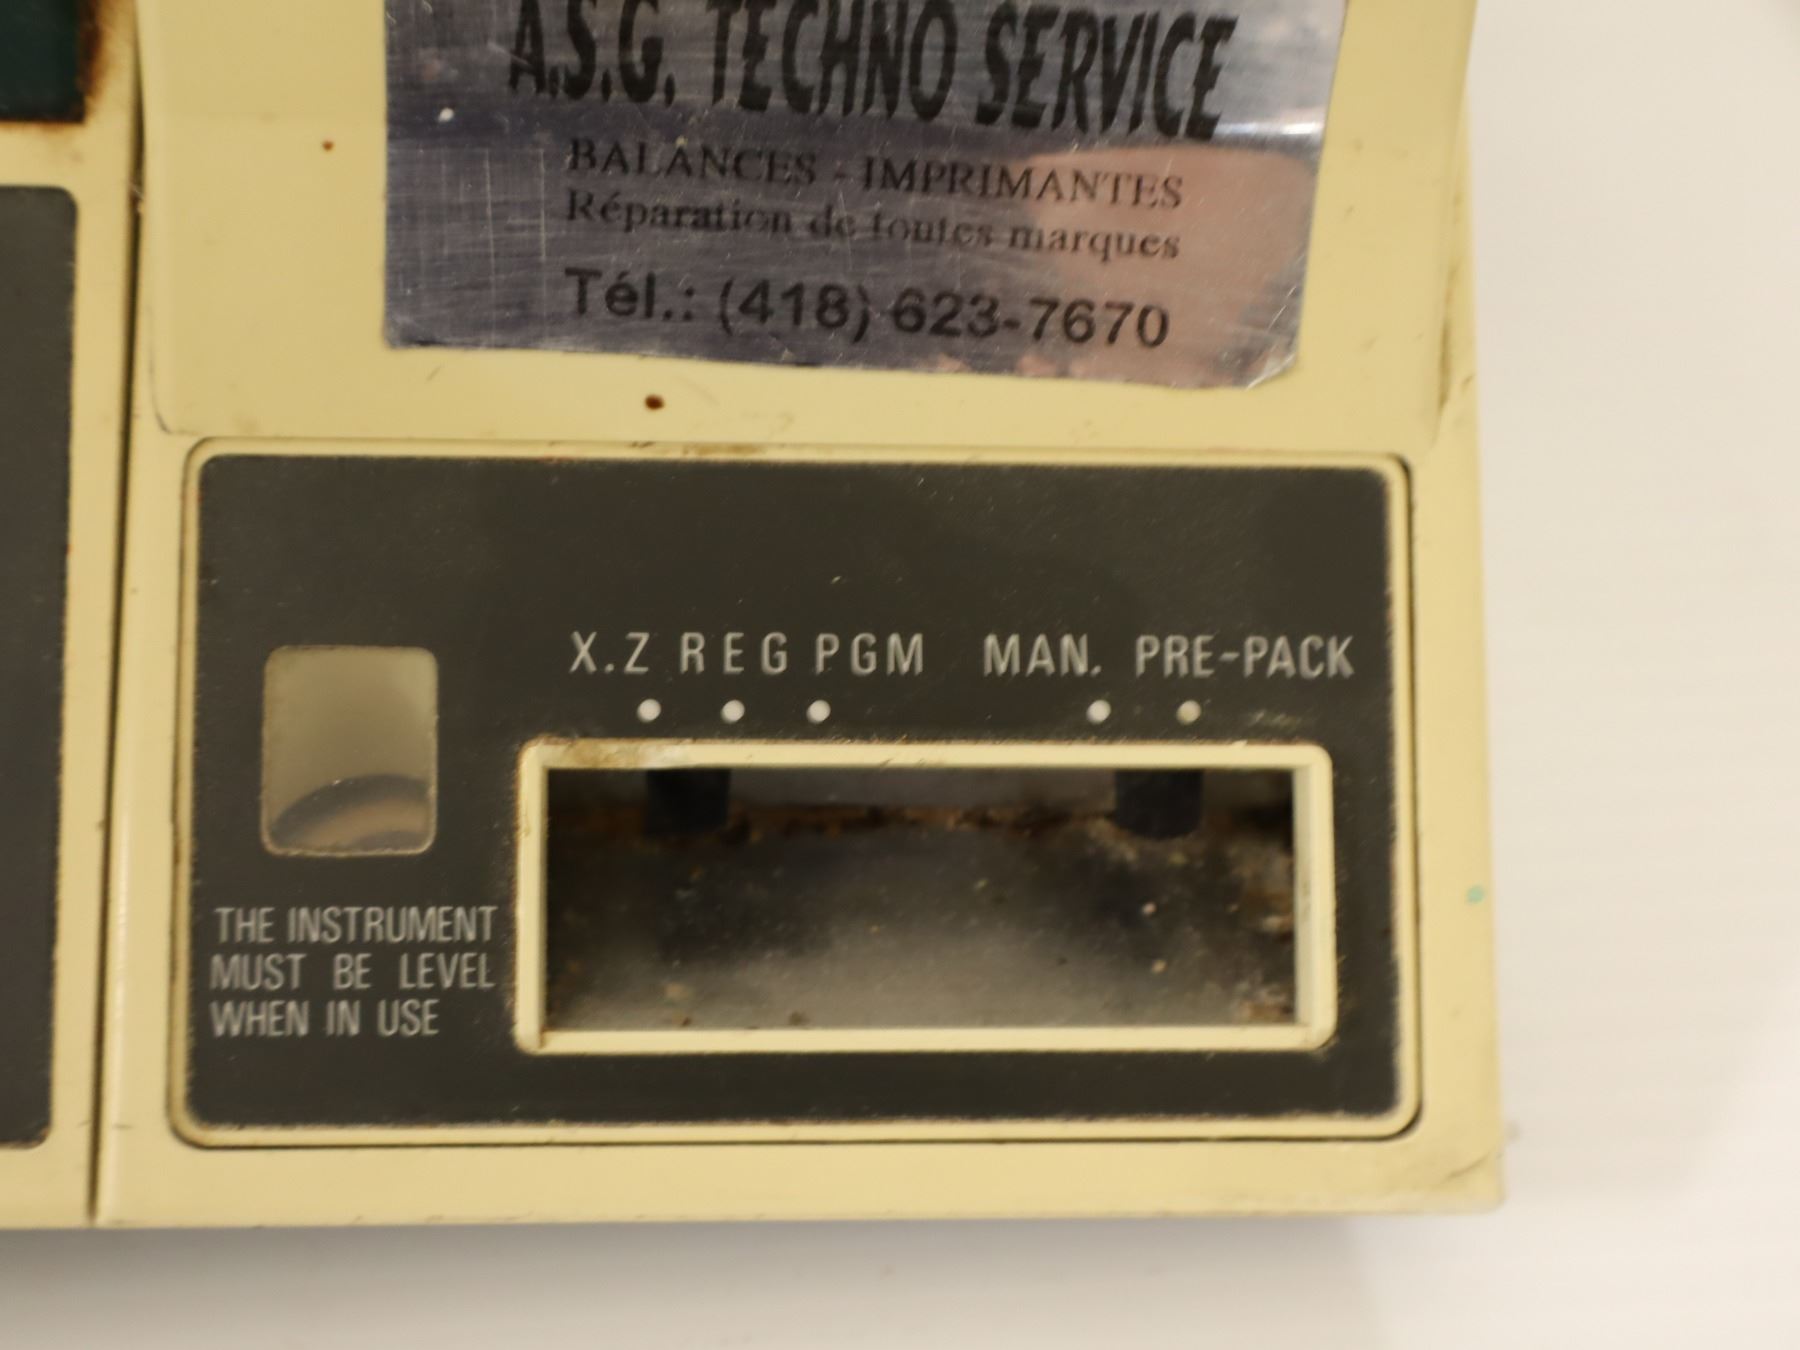 A.S.G. TECHNO SERVICE
BALANCES - IMPRIMANTES
Réparation de toutes marques
Tél.: (418) 623-7670
X.Z REG PGM MAN. PRE-PACK
THE INSTRUMENT
MUST BE LEVEL
WHEN IN USE